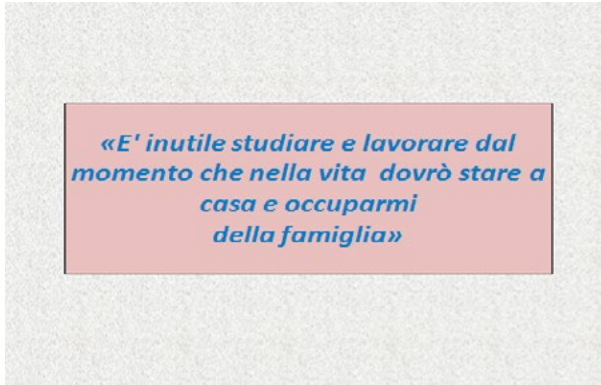 «E' inutile studiare e lavorare dal
momento che nella vita dovrò stare a
casa e occuparmi
della famiglia»